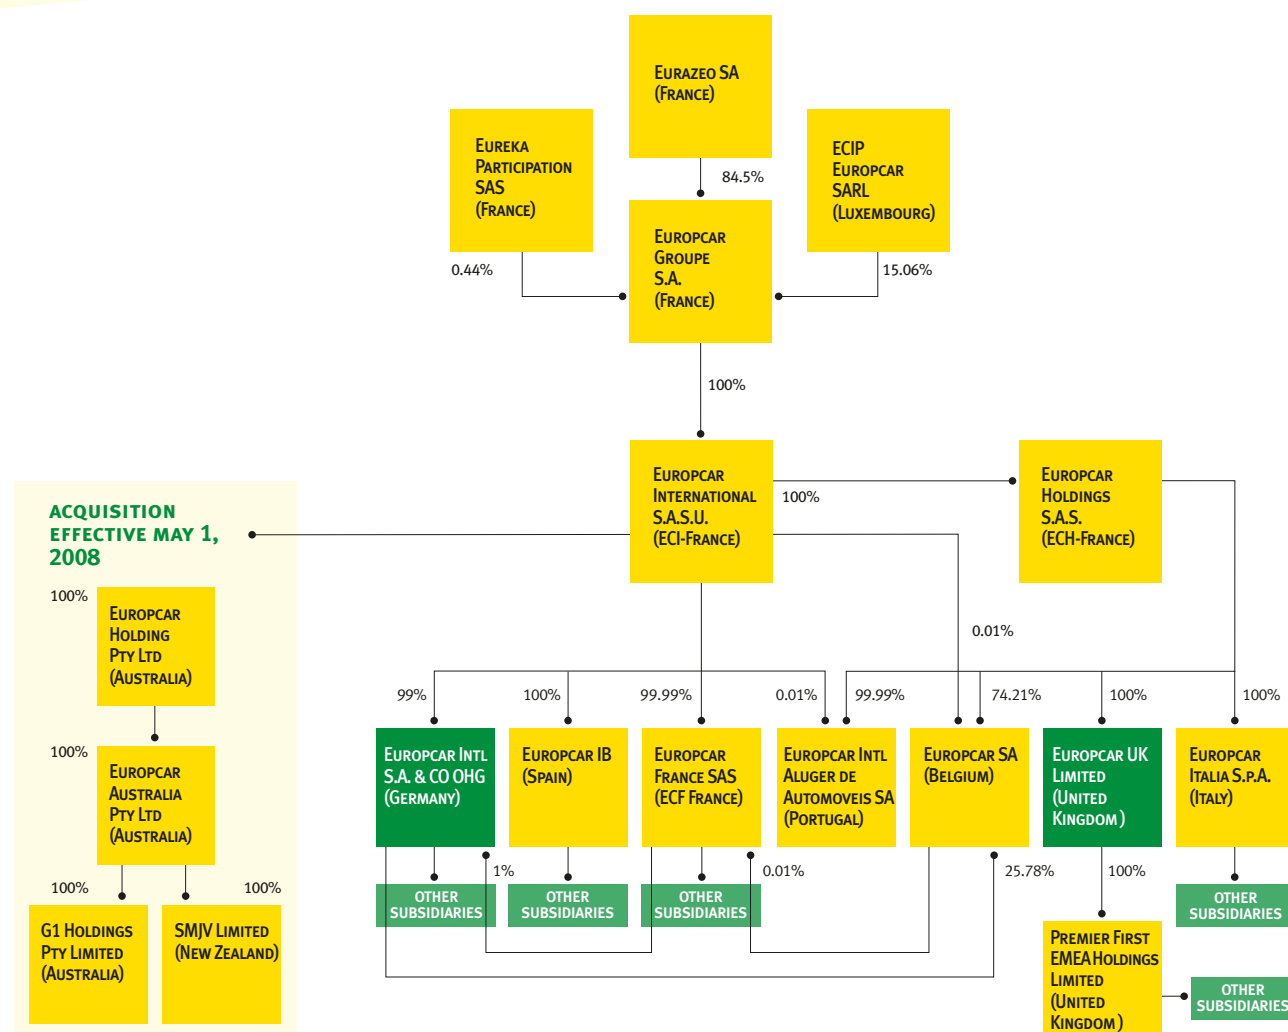 Eurazeo SA
(France)
Eureka
Participation
SAS
(France)
ECIP
Europcar
SARL
(Luxembourg)
84.5%
Europcar
Groupe
S.A.
(France)
0.44%
15.06%
100%
Europcar
International
S.A.S.U.
(ECI-France)
100%
Europcar
Holdings
S.A.S.
(ECH-France)
ACQUISITION
EFFECTIVE MAY 1,
2008
100%
Europcar
Holding
Pty Ltd
(Australia)
100%
Europcar
Australia
Pty Ltd
(Australia)
100%
100%
G1 Holdings
Pty Limited
(Australia)
SMJV Limited
(New Zealand)
0.01%
99%
100%
99.99%
0.01%
99.99%
74.21%
100%
100%
Europcar Intl
S.A. & CO OHG
(Germany)
Europcar IB
(Spain)
Europcar
France SAS
(ECF France)
Europcar Intl
Aluger de
Automoveis SA
(Portugal)
Europcar SA
(Belgium)
Europcar UK
Limited
(United
Kingdom )
Europcar
Italia S.p.A.
(Italy)
1%
0.01%
25.78%
100%
OTHER
SUBSIDIARIES
OTHER
SUBSIDIARIES
OTHER
SUBSIDIARIES
OTHER
SUBSIDIARIES
Premier First
EMEA Holdings
Limited
(United
Kingdom )
OTHER
SUBSIDIARIES